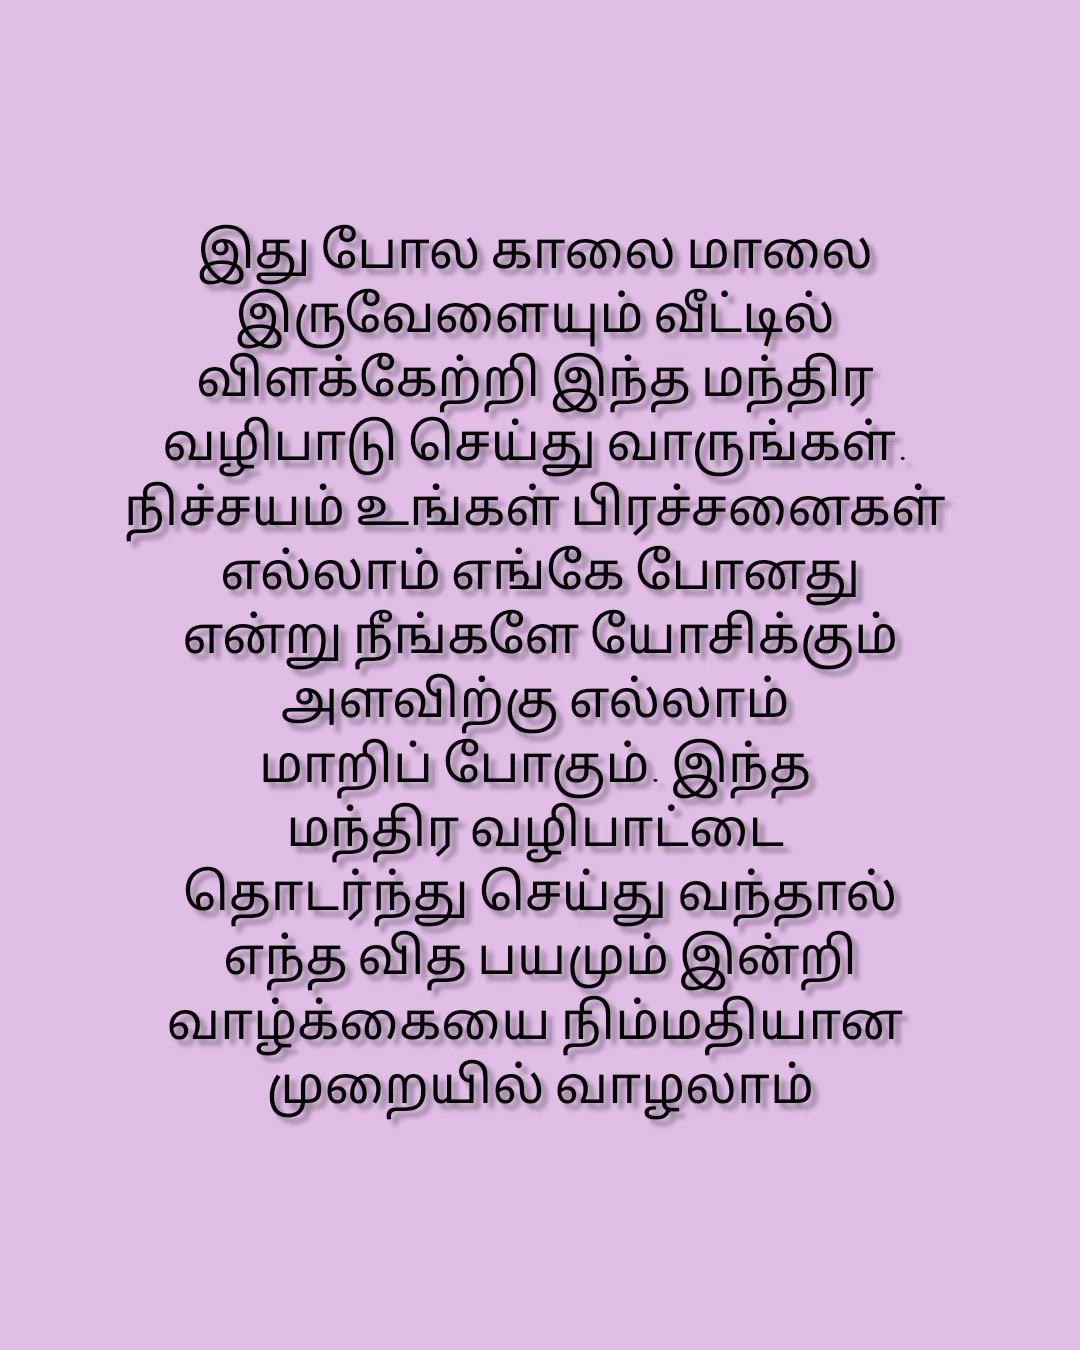 இது போல காலை மாலை
இருவேளையும் வீட்டில்
விளக்கேற்றி இந்த மந்திர
வழிபாடு செய்து வாருங்கள்.
நிச்சயம் உங்கள் பிரச்சனைகள்
எல்லாம் எங்கே போனது
என்று நீங்களே யோசிக்கும்
அளவிற்கு எல்லாம்
மாறிப் போகும். இந்த
மந்திர வழிபாட்டை
தொடர்ந்து செய்து வந்தால்
எந்த வித பயமும் இன்றி
வாழ்க்கையை நிம்மதியான
முறையில் வாழலாம்